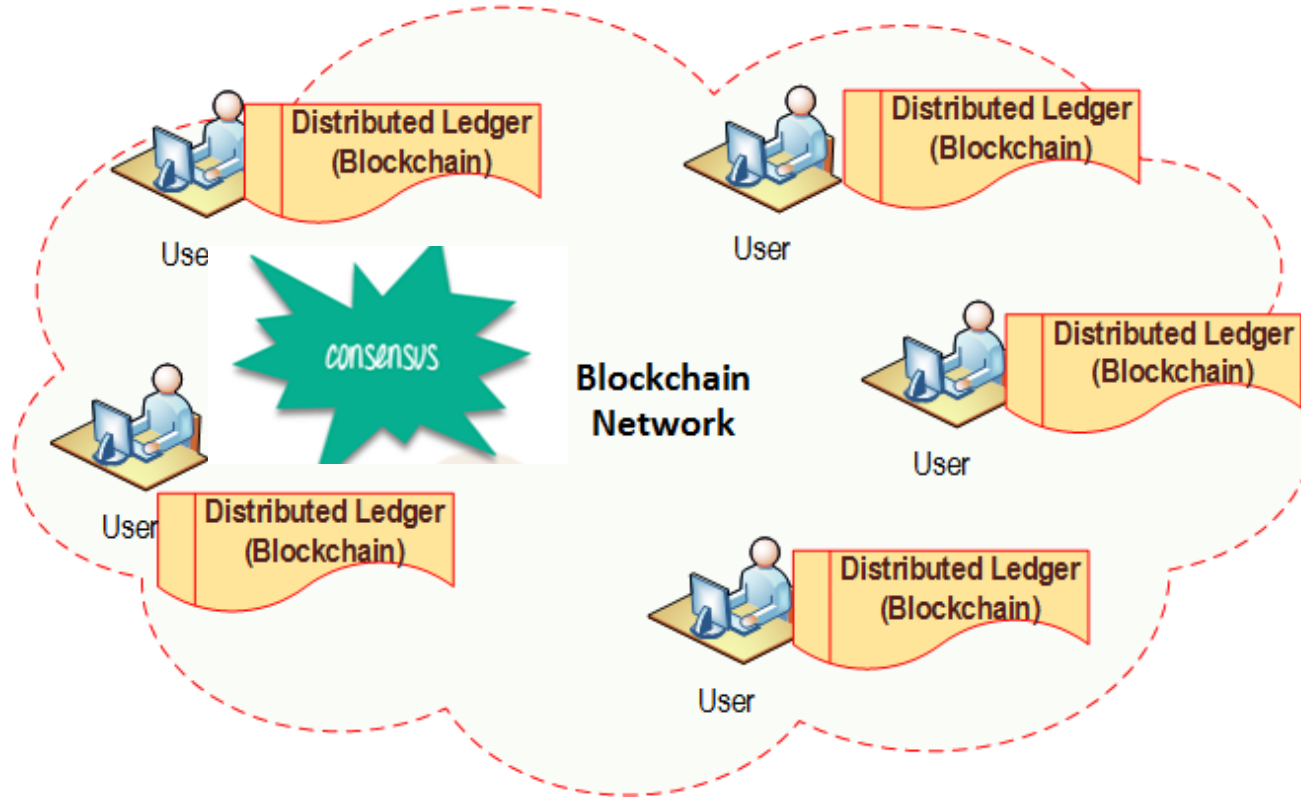 Distributed Ledger
(Blockchain)
Distributed Ledger
(Blockchain)
User
User
consensus
Distributed Ledger
(Blockchain)
Blockchain
Network
User
User
Distributed Ledger
(Blockchain)
Distributed Ledger
(Blockchain)
User